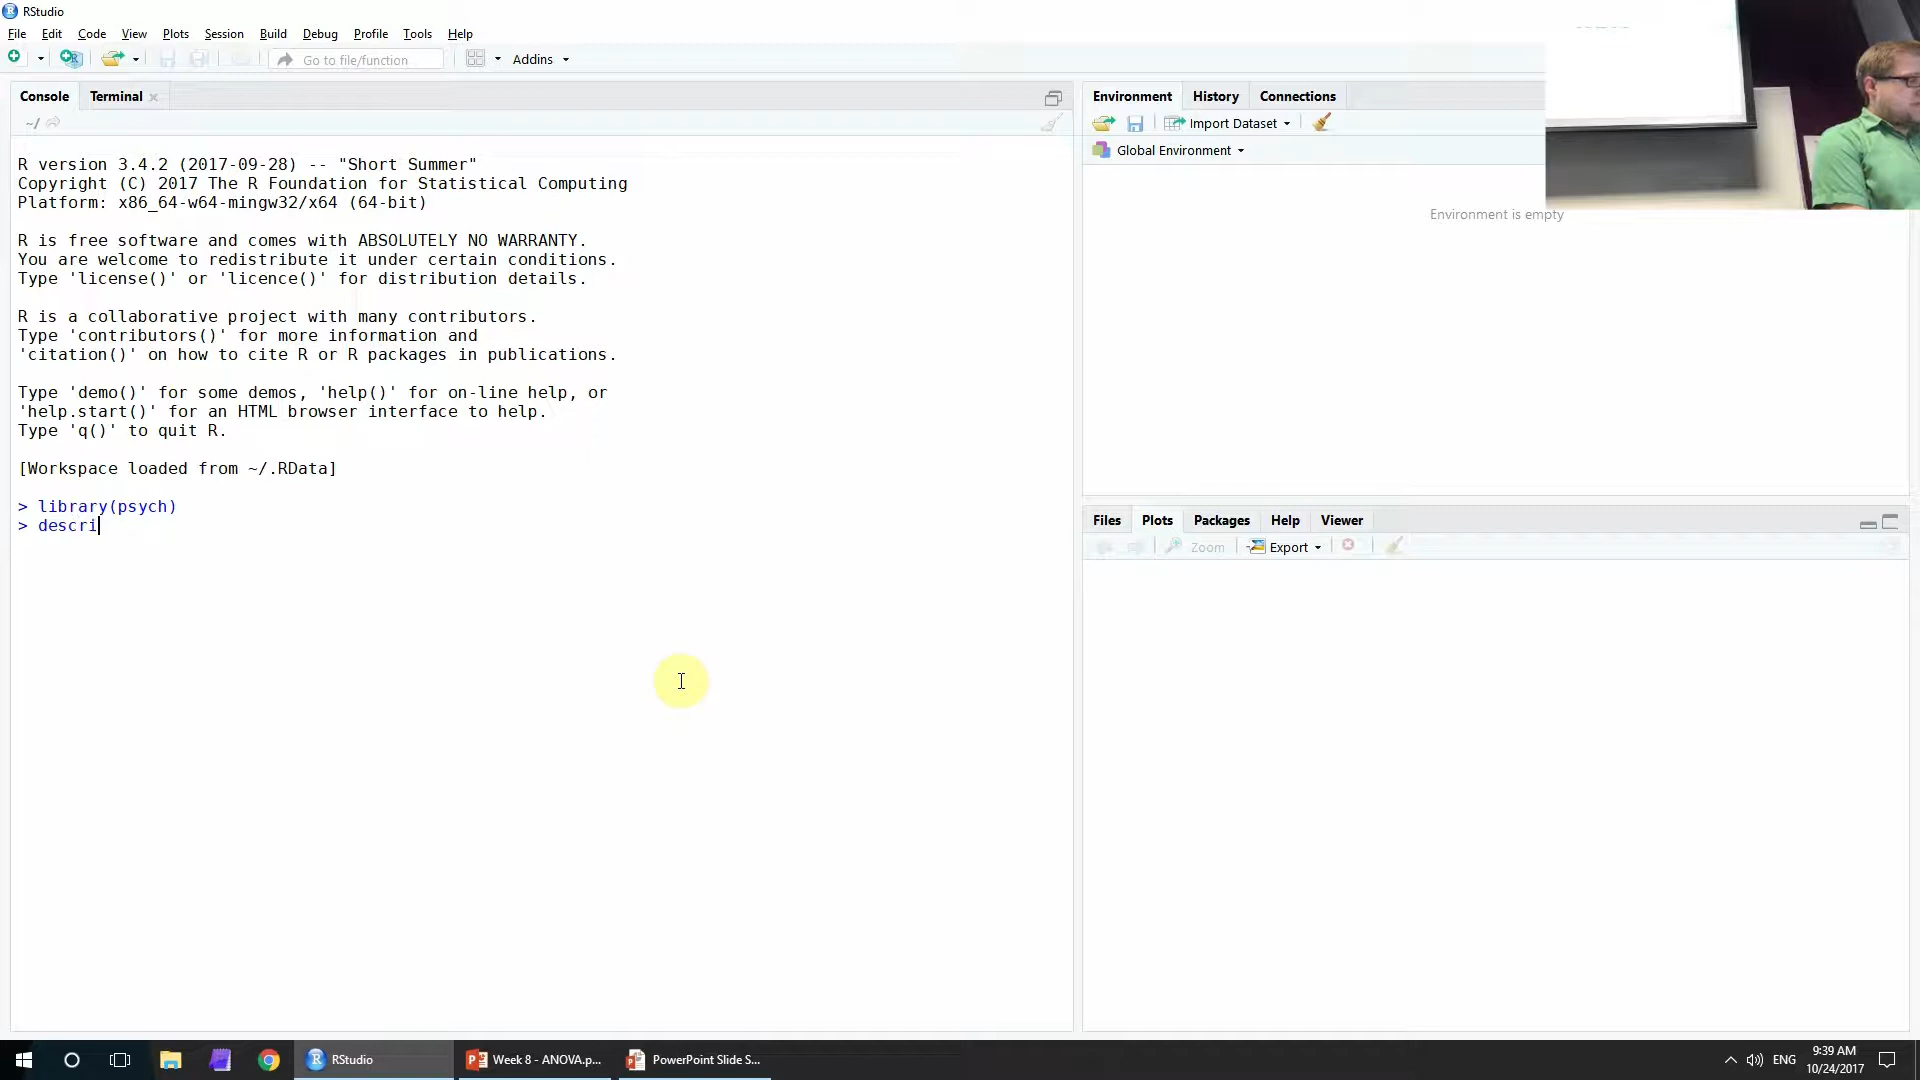 RStudio
File Edit Code View Plots Session Build Debug Profile Tools Help
Go to file/function Addins
Console Terminal
~/
R version 3.4.2 (2017-09-28) -- "Short Summer"
Copyright (C) 2017 The R Foundation for Statistical Computing
Platform: x86_64-w64-mingw32/x64 (64-bit)
R is free software and comes with ABSOLUTELY NO WARRANTY.
You are welcome to redistribute it under certain conditions.
Type 'license()' or 'licence()' for distribution details.
R is a collaborative project with many contributors.
Type 'contributors()' for more information and
'citation()' on how to cite R or R packages in publications.
Type 'demo()' for some demos, 'help()' for on-line help, or
'help.start()' for an HTML browser interface to help.
Type 'q()' to quit R.
[Workspace loaded from ~/.RData]
> library(psych)
> descri
Environment History Connections
Import Dataset
Global Environment
Environment is empty
Files Plots Packages Help Viewer
Zoom Export
RStudio
Week 8 - ANOVA.p...
PowerPoint Slide S...
ENG
9:39 AM
10/24/2017